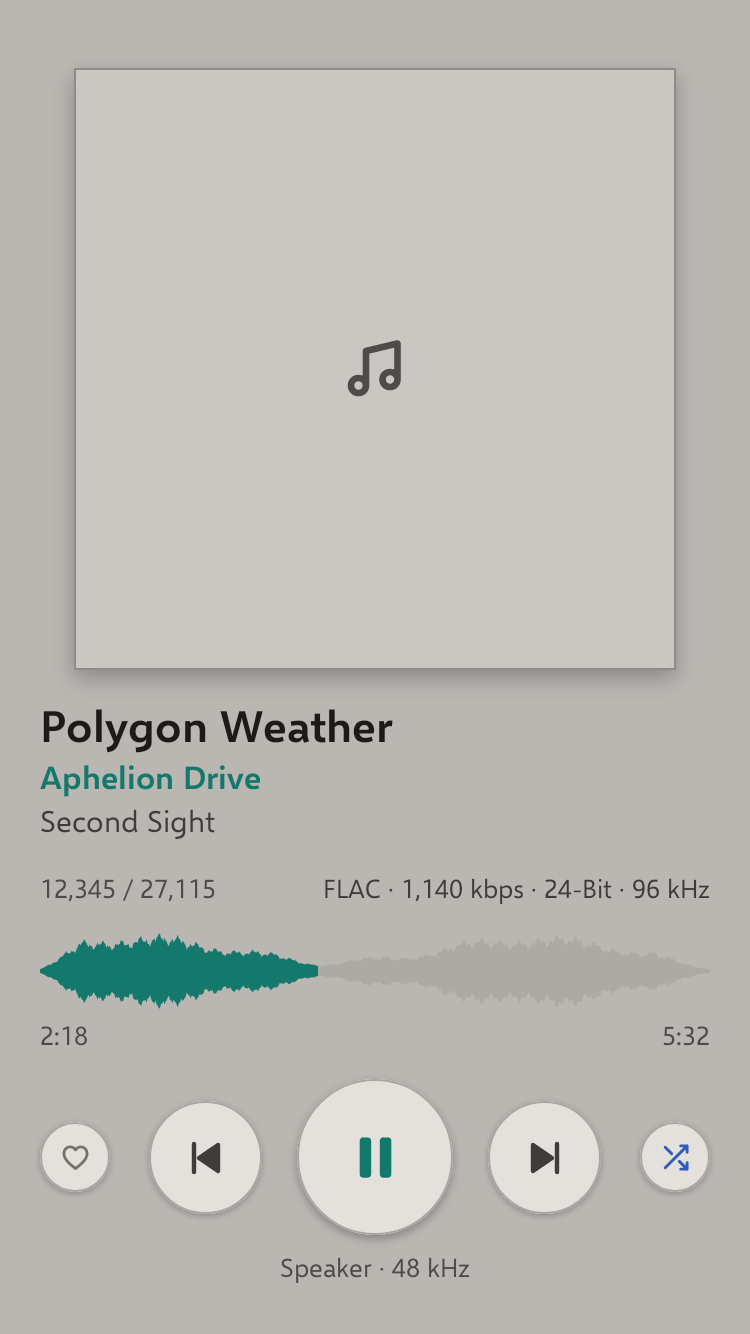 Polygon Weather
Aphelion Drive
Second Sight
12,345 / 27,115 FLAC · 1,140 kbps · 24-Bit · 96 kHz
2:18 5:32
Speaker · 48 kHz